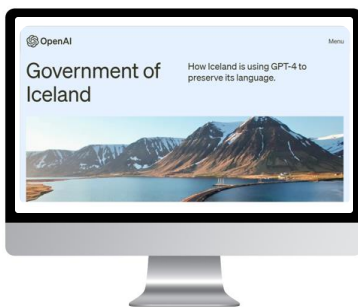 OpenAI
Menu
Government of
Iceland
How Iceland is using GPT-4 to
preserve its language.